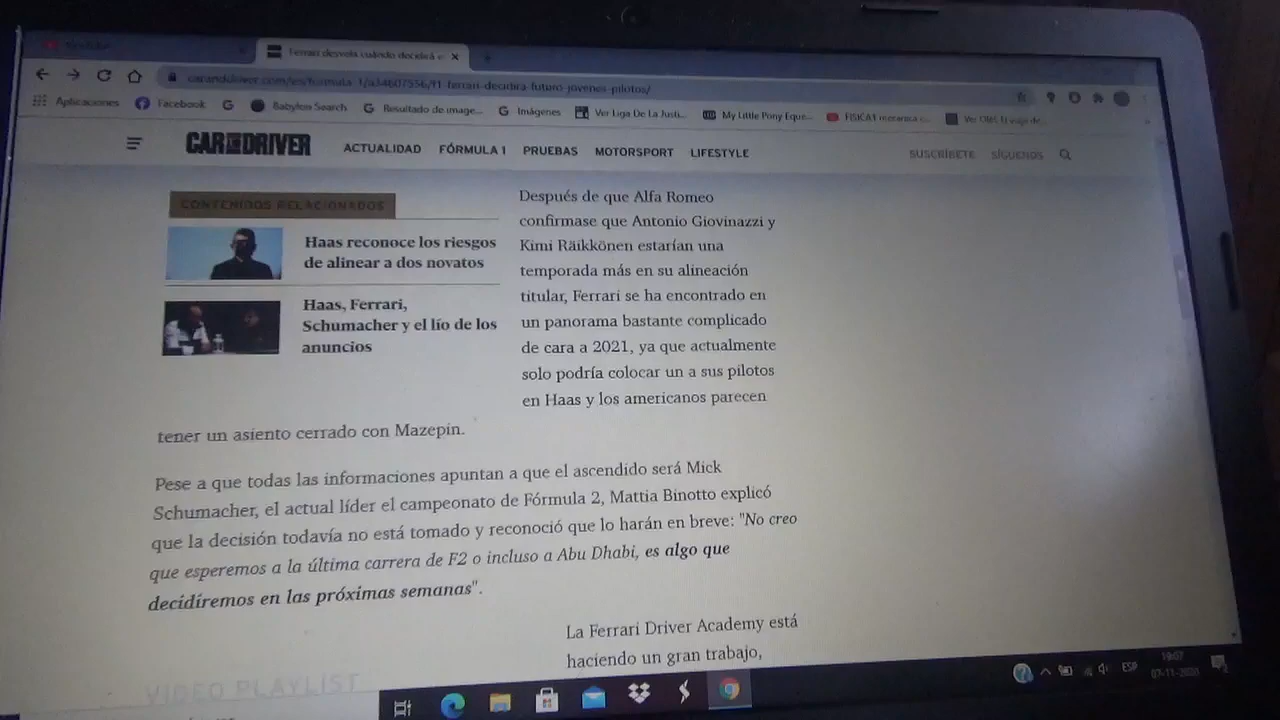 YouTube
Ferrari desvela cuándo decidirá e
carandriver.com/es/formula-1/a34607556/f1-ferrari-decidira-futuro-jovenes-pilotos/
Aplicaciones Facebook Babylon Search Resultado de image... Imágenes Ver Liga De La Justi... My Little Pony Eque... FISICA1
CAR AND DRIVER ACTUALIDAD FÓRMULA 1 PRUEBAS MOTORSPORT LIFESTYLE SUSCRÍBETE SÍGUENOS
CONTENIDOS RELACIONADOS
Haas reconoce los riesgos
de alinear a dos novatos
Haas, Ferrari,
Schumacher y el lío de los
anuncios
Después de que Alfa Romeo
confirmase que Antonio Giovinazzi y
Kimi Räikkönen estarían una
temporada más en su alineación
titular, Ferrari se ha encontrado en
un panorama bastante complicado
de cara a 2021, ya que actualmente
solo podría colocar un a sus pilotos
en Haas y los americanos parecen
tener un asiento cerrado con Mazepin.
Pese a que todas las informaciones apuntan a que el ascendido será Mick
Schumacher, el actual líder el campeonato de Fórmula 2, Mattia Binotto explicó
que la decisión todavía no está tomado y reconoció que lo harán en breve: "No creo
que esperemos a la última carrera de F2 o incluso a Abu Dhabi, es algo que
decidiremos en las próximas semanas".
La Ferrari Driver Academy está
haciendo un gran trabajo,
VIDEO PLAYLIST
ESP
19:07